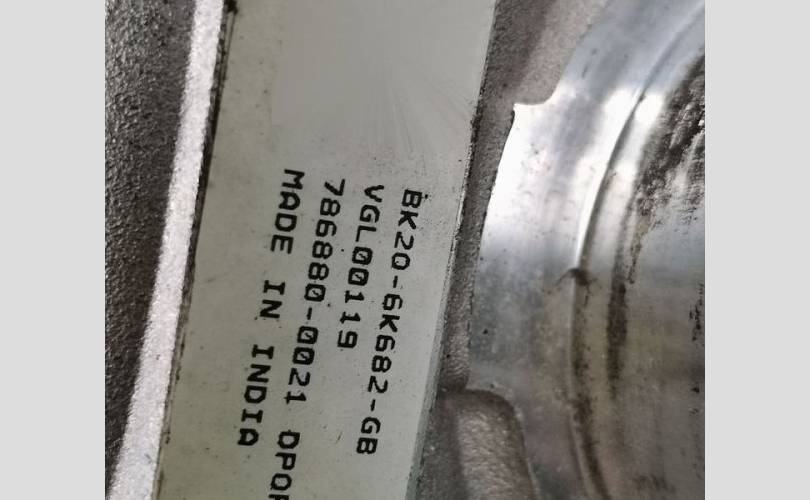 BK20-6K682-GB
VGL00119
786880-0021
MADE IN INDIA